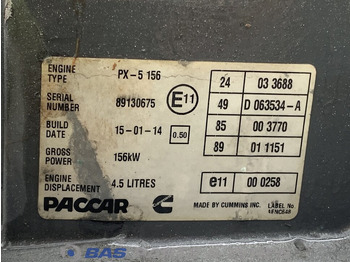 ENGINE TYPE PX-5 156
SERIAL NUMBER 89130675
BUILD DATE 15-01-14 0.50
GROSS POWER 156kW
ENGINE DISPLACEMENT 4.5 LITRES
PACCAR
E11
24 03 3688
49 D 063534-A
85 00 3770
89 01 1151
e11 00 0258
MADE BY CUMMINS INC. LABEL No.
BAS